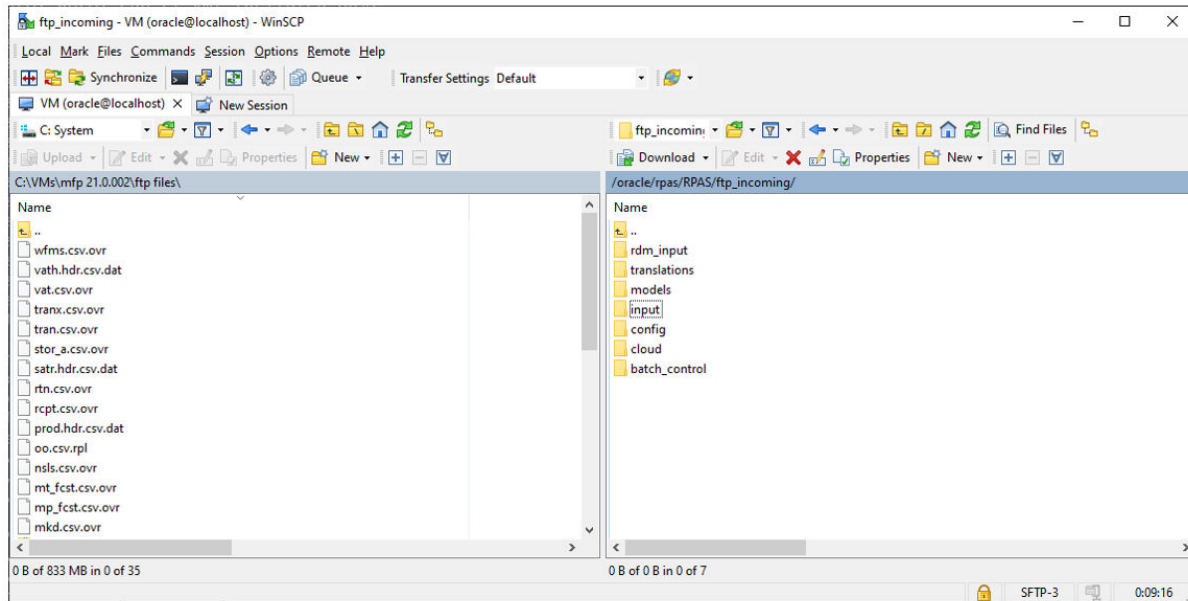 ftp_incoming - VM (oracle@localhost) - WinSCP
Local Mark Files Commands Session Options Remote Help
Synchronize Queue Transfer Settings Default
VM (oracle@localhost) New Session
C: System
Upload Edit Properties New
C:\VMs\mfp 21.0.002\ftp files\
Name
..
wfms.csv.ovr
vath.hdr.csv.dat
vat.csv.ovr
tranx.csv.ovr
tran.csv.ovr
stor_a.csv.ovr
satr.hdr.csv.dat
rtn.csv.ovr
rcpt.csv.ovr
prod.hdr.csv.dat
oo.csv.rpl
nsls.csv.ovr
mt_fcst.csv.ovr
mp_fcst.csv.ovr
mkd.csv.ovr
0 B of 833 MB in 0 of 35
ftp_incomin Find Files
Download Edit Properties New
/oracle/rpas/RPAS/ftp_incoming/
Name
..
rdm_input
translations
models
input
config
cloud
batch_control
0 B of 0 B in 0 of 7
SFTP-3 0:09:16